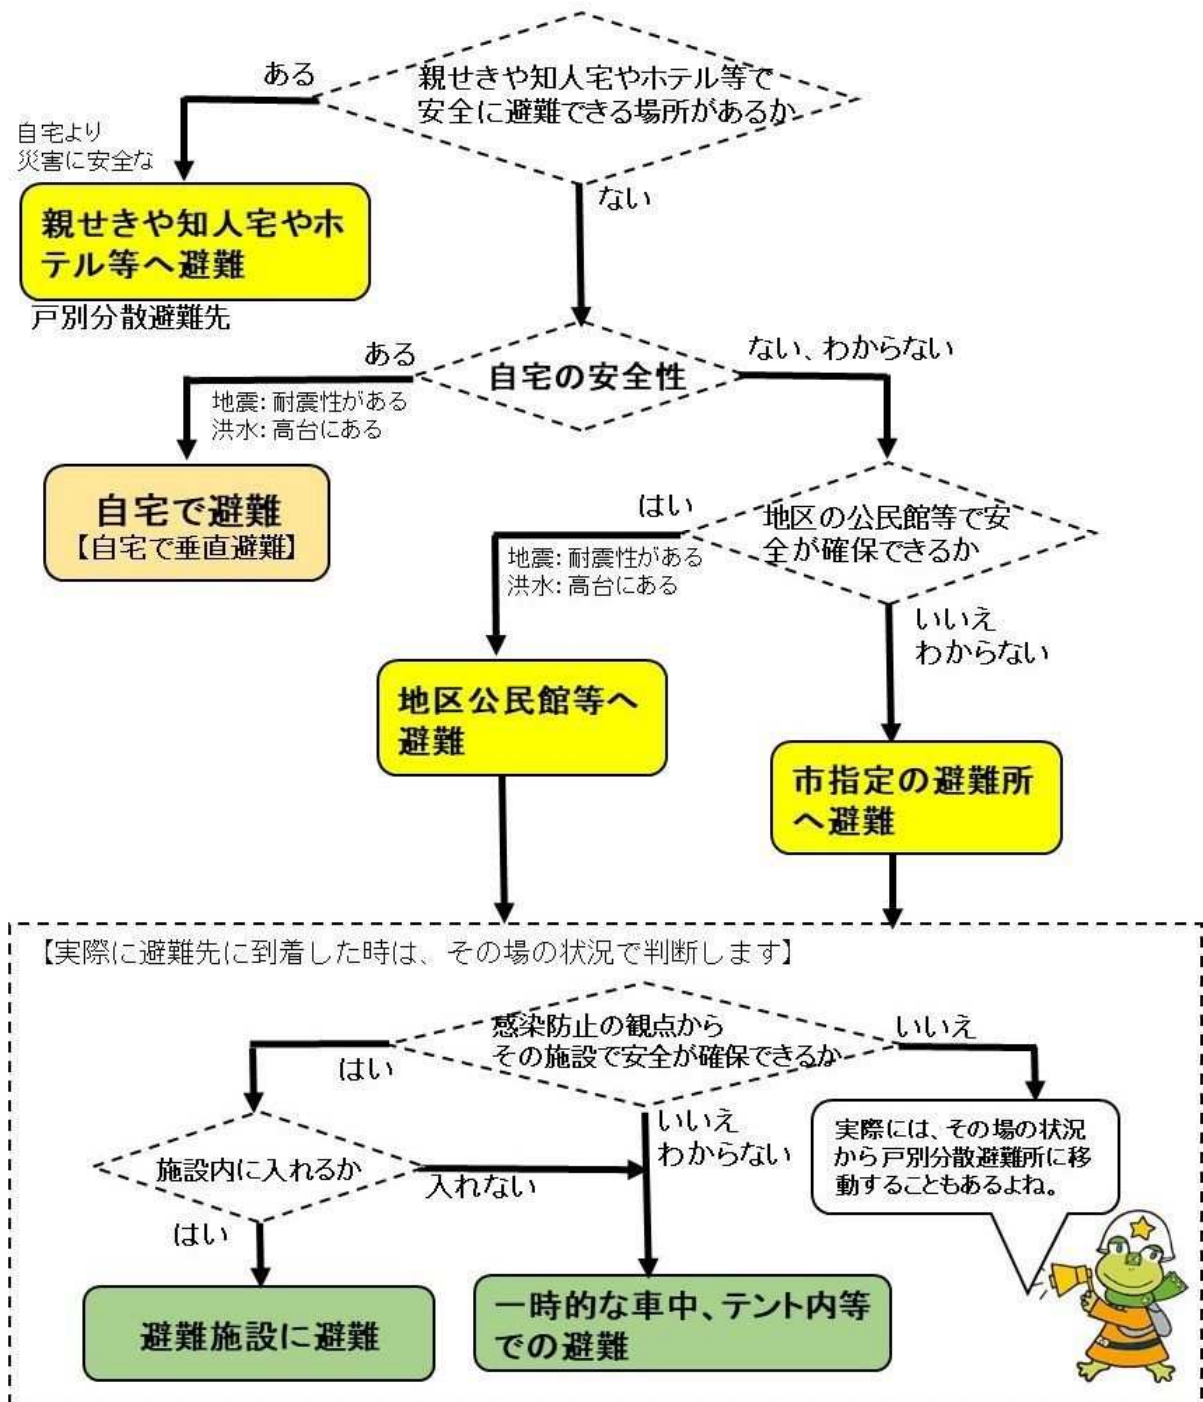 親せきや知人宅やホテル等で
安全に避難できる場所があるか
ある
自宅より
災害に安全な
ない
親せきや知人宅やホ
テル等へ避難
戸別分散避難先
自宅の安全性
ある
地震:耐震性がある
洪水:高台にある
ない、わからない
自宅で避難
【自宅で垂直避難】
地区の公民館等で安
全が確保できるか
はい
地震:耐震性がある
洪水:高台にある
いいえ
わからない
地区公民館等へ
避難
市指定の避難所
へ避難
【実際に避難先に到着した時は、その場の状況で判断します】
感染防止の観点から
その施設で安全が確保できるか
はい
いいえ
いいえ
わからない
実際には、その場の状況
から戸別分散避難所に移
動することもあるよね。
施設内に入れるか
入れない
はい
避難施設に避難
一時的な車中、テント内等
での避難